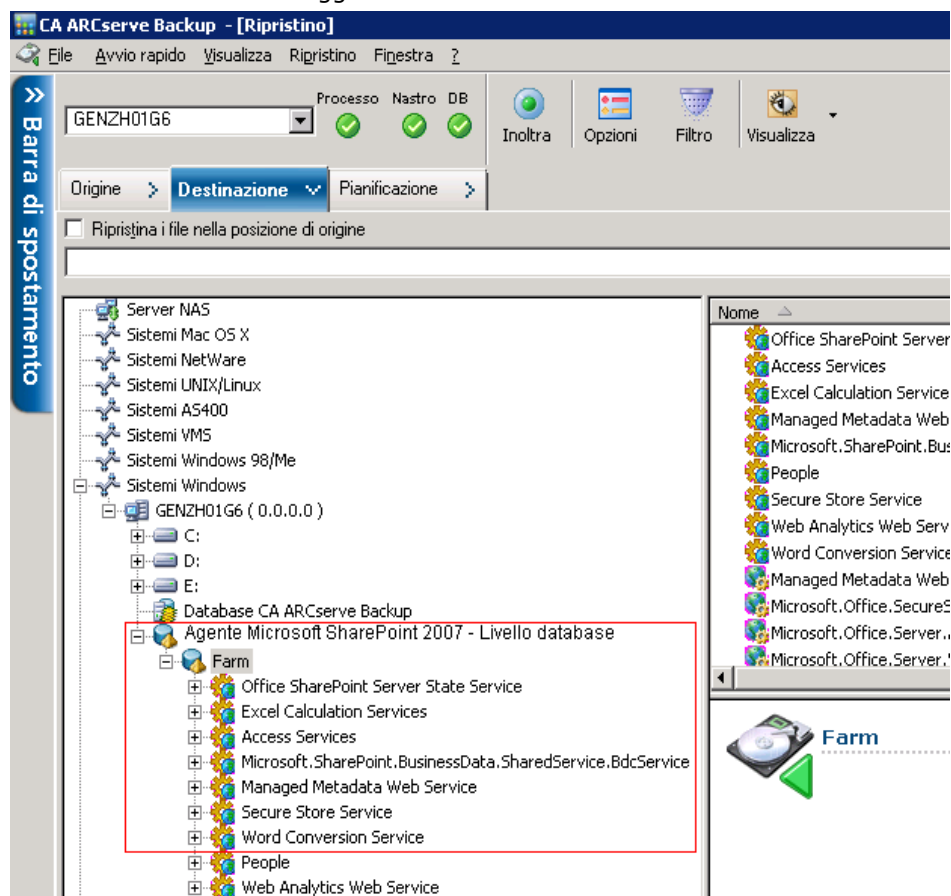 CA ARCserve Backup - [Ripristino]
File Avvio rapido Visualizza Ripristino Finestra ?
Barra di spostamento
GENZH01G6
Processo Nastro DB
Inoltra Opzioni Filtro Visualizza
Origine Destinazione Pianificazione
Ripristina i file nella posizione di origine
Server NAS
Sistemi Mac OS X
Sistemi NetWare
Sistemi UNIX/Linux
Sistemi AS400
Sistemi VMS
Sistemi Windows 98/Me
Sistemi Windows
GENZH01G6 ( 0.0.0.0 )
C:
D:
E:
Database CA ARCserve Backup
Agente Microsoft SharePoint 2007 - Livello database
Farm
Office SharePoint Server State Service
Excel Calculation Services
Access Services
Microsoft.SharePoint.BusinessData.SharedService.BdcService
Managed Metadata Web Service
Secure Store Service
Word Conversion Service
People
Web Analytics Web Service
Nome
Office SharePoint Server
Access Services
Excel Calculation Service
Managed Metadata Web
Microsoft.SharePoint.Bus
People
Secure Store Service
Web Analytics Web Serv
Word Conversion Service
Managed Metadata Web
Microsoft.Office.SecureS
Microsoft.Office.Server.
Microsoft.Office.Server.
Farm